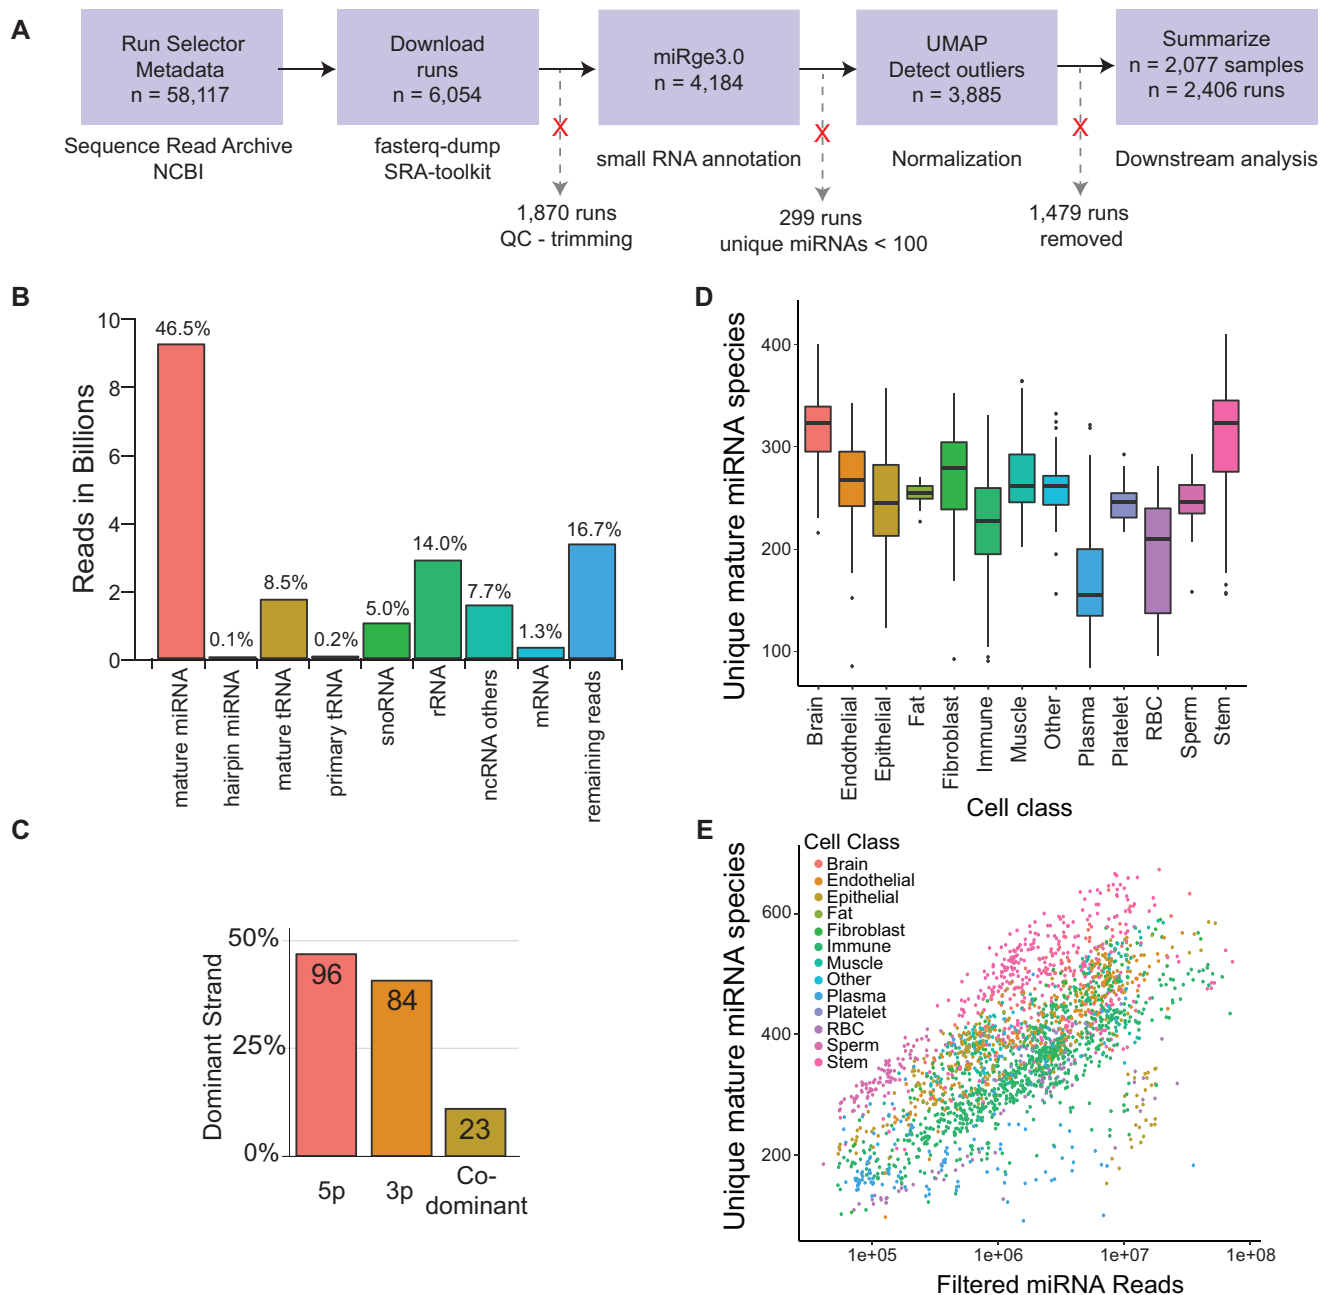 A
Run Selector
Metadata
n = 58,117
Download
runs
n = 6,054
miRge3.0
n = 4,184
UMAP
Detect outliers
n = 3,885
Summarize
n = 2,077 samples
n = 2,406 runs
Sequence Read Archive
NCBI
fasterq-dump
SRA-toolkit
small RNA annotation
Normalization
Downstream analysis
X
X
X
1,870 runs
QC - trimming
299 runs
unique miRNAs < 100
1,479 runs
removed
B
Reads in Billions
10
8
6
4
2
0
46.5%
0.1%
8.5%
0.2%
5.0%
14.0%
7.7%
1.3%
16.7%
mature miRNA
hairpin miRNA
mature tRNA
primary tRNA
snoRNA
rRNA
ncRNA others
mRNA
remaining reads
C
Dominant Strand
50%
25%
0%
96
84
23
5p
3p
Co-
dominant
D
Unique mature miRNA species
400
300
200
100
Brain
Endothelial
Epithelial
Fat
Fibroblast
Immune
Muscle
Other
Plasma
Platelet
RBC
Sperm
Stem
Cell class
E
Unique mature miRNA species
600
400
200
Cell Class
Brain
Endothelial
Epithelial
Fat
Fibroblast
Immune
Muscle
Other
Plasma
Platelet
RBC
Sperm
Stem
1e+05
1e+06
1e+07
1e+08
Filtered miRNA Reads